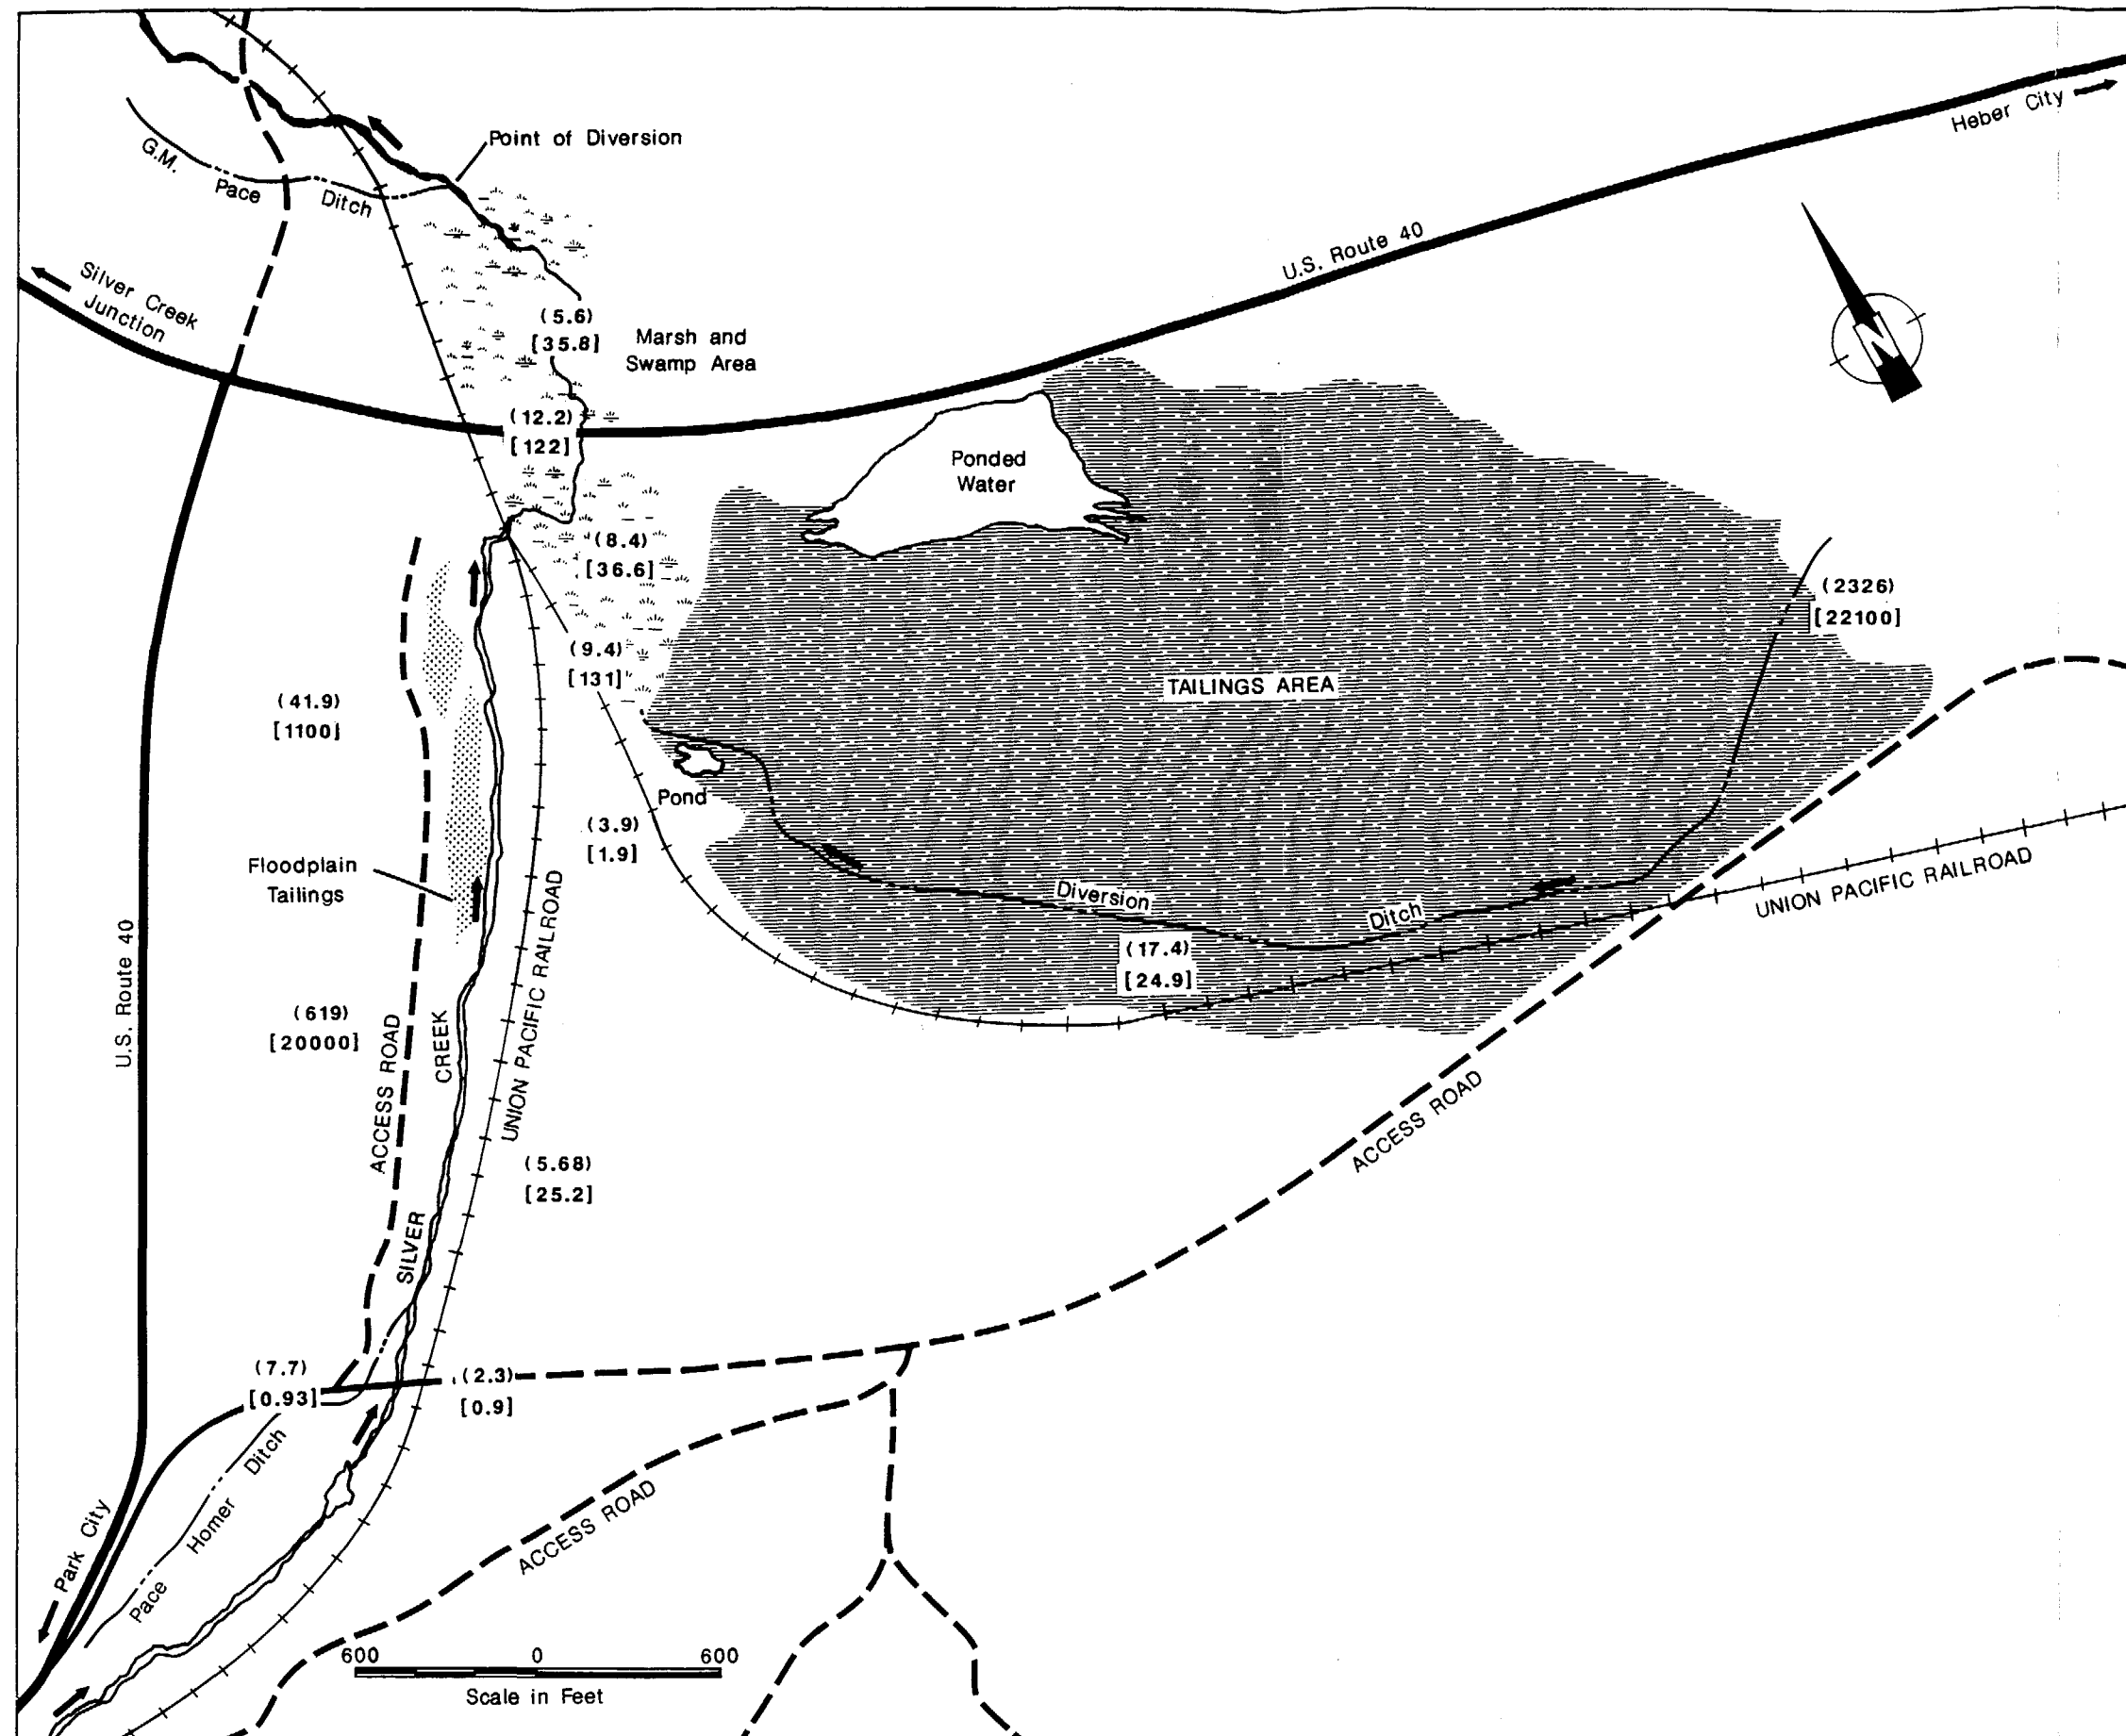 Point of Diversion
G.M.
Pace
Ditch
Heber City
U.S. Route 40
Silver Creek
Junction
(5.6)
[35.8]
Marsh and
Swamp Area
(12.2)
[122]
Ponded
Water
N
(8.4)
[36.6]
(2326)
[22100]
(9.4)
[131]
TAILINGS AREA
(41.9)
[1100]
Pond
(3.9)
[1.9]
Floodplain
Tailings
Diversion
Ditch
UNION PACIFIC RAILROAD
(17.4)
[24.9]
U.S. Route 40
(619)
[20000]
ACCESS ROAD
SILVER CREEK
UNION PACIFIC RAILROAD
ACCESS ROAD
(5.68)
[25.2]
(7.7)
[0.93]
(2.3)
[0.9]
Park City
Pace Homer Ditch
ACCESS ROAD
600 0 600
Scale in Feet